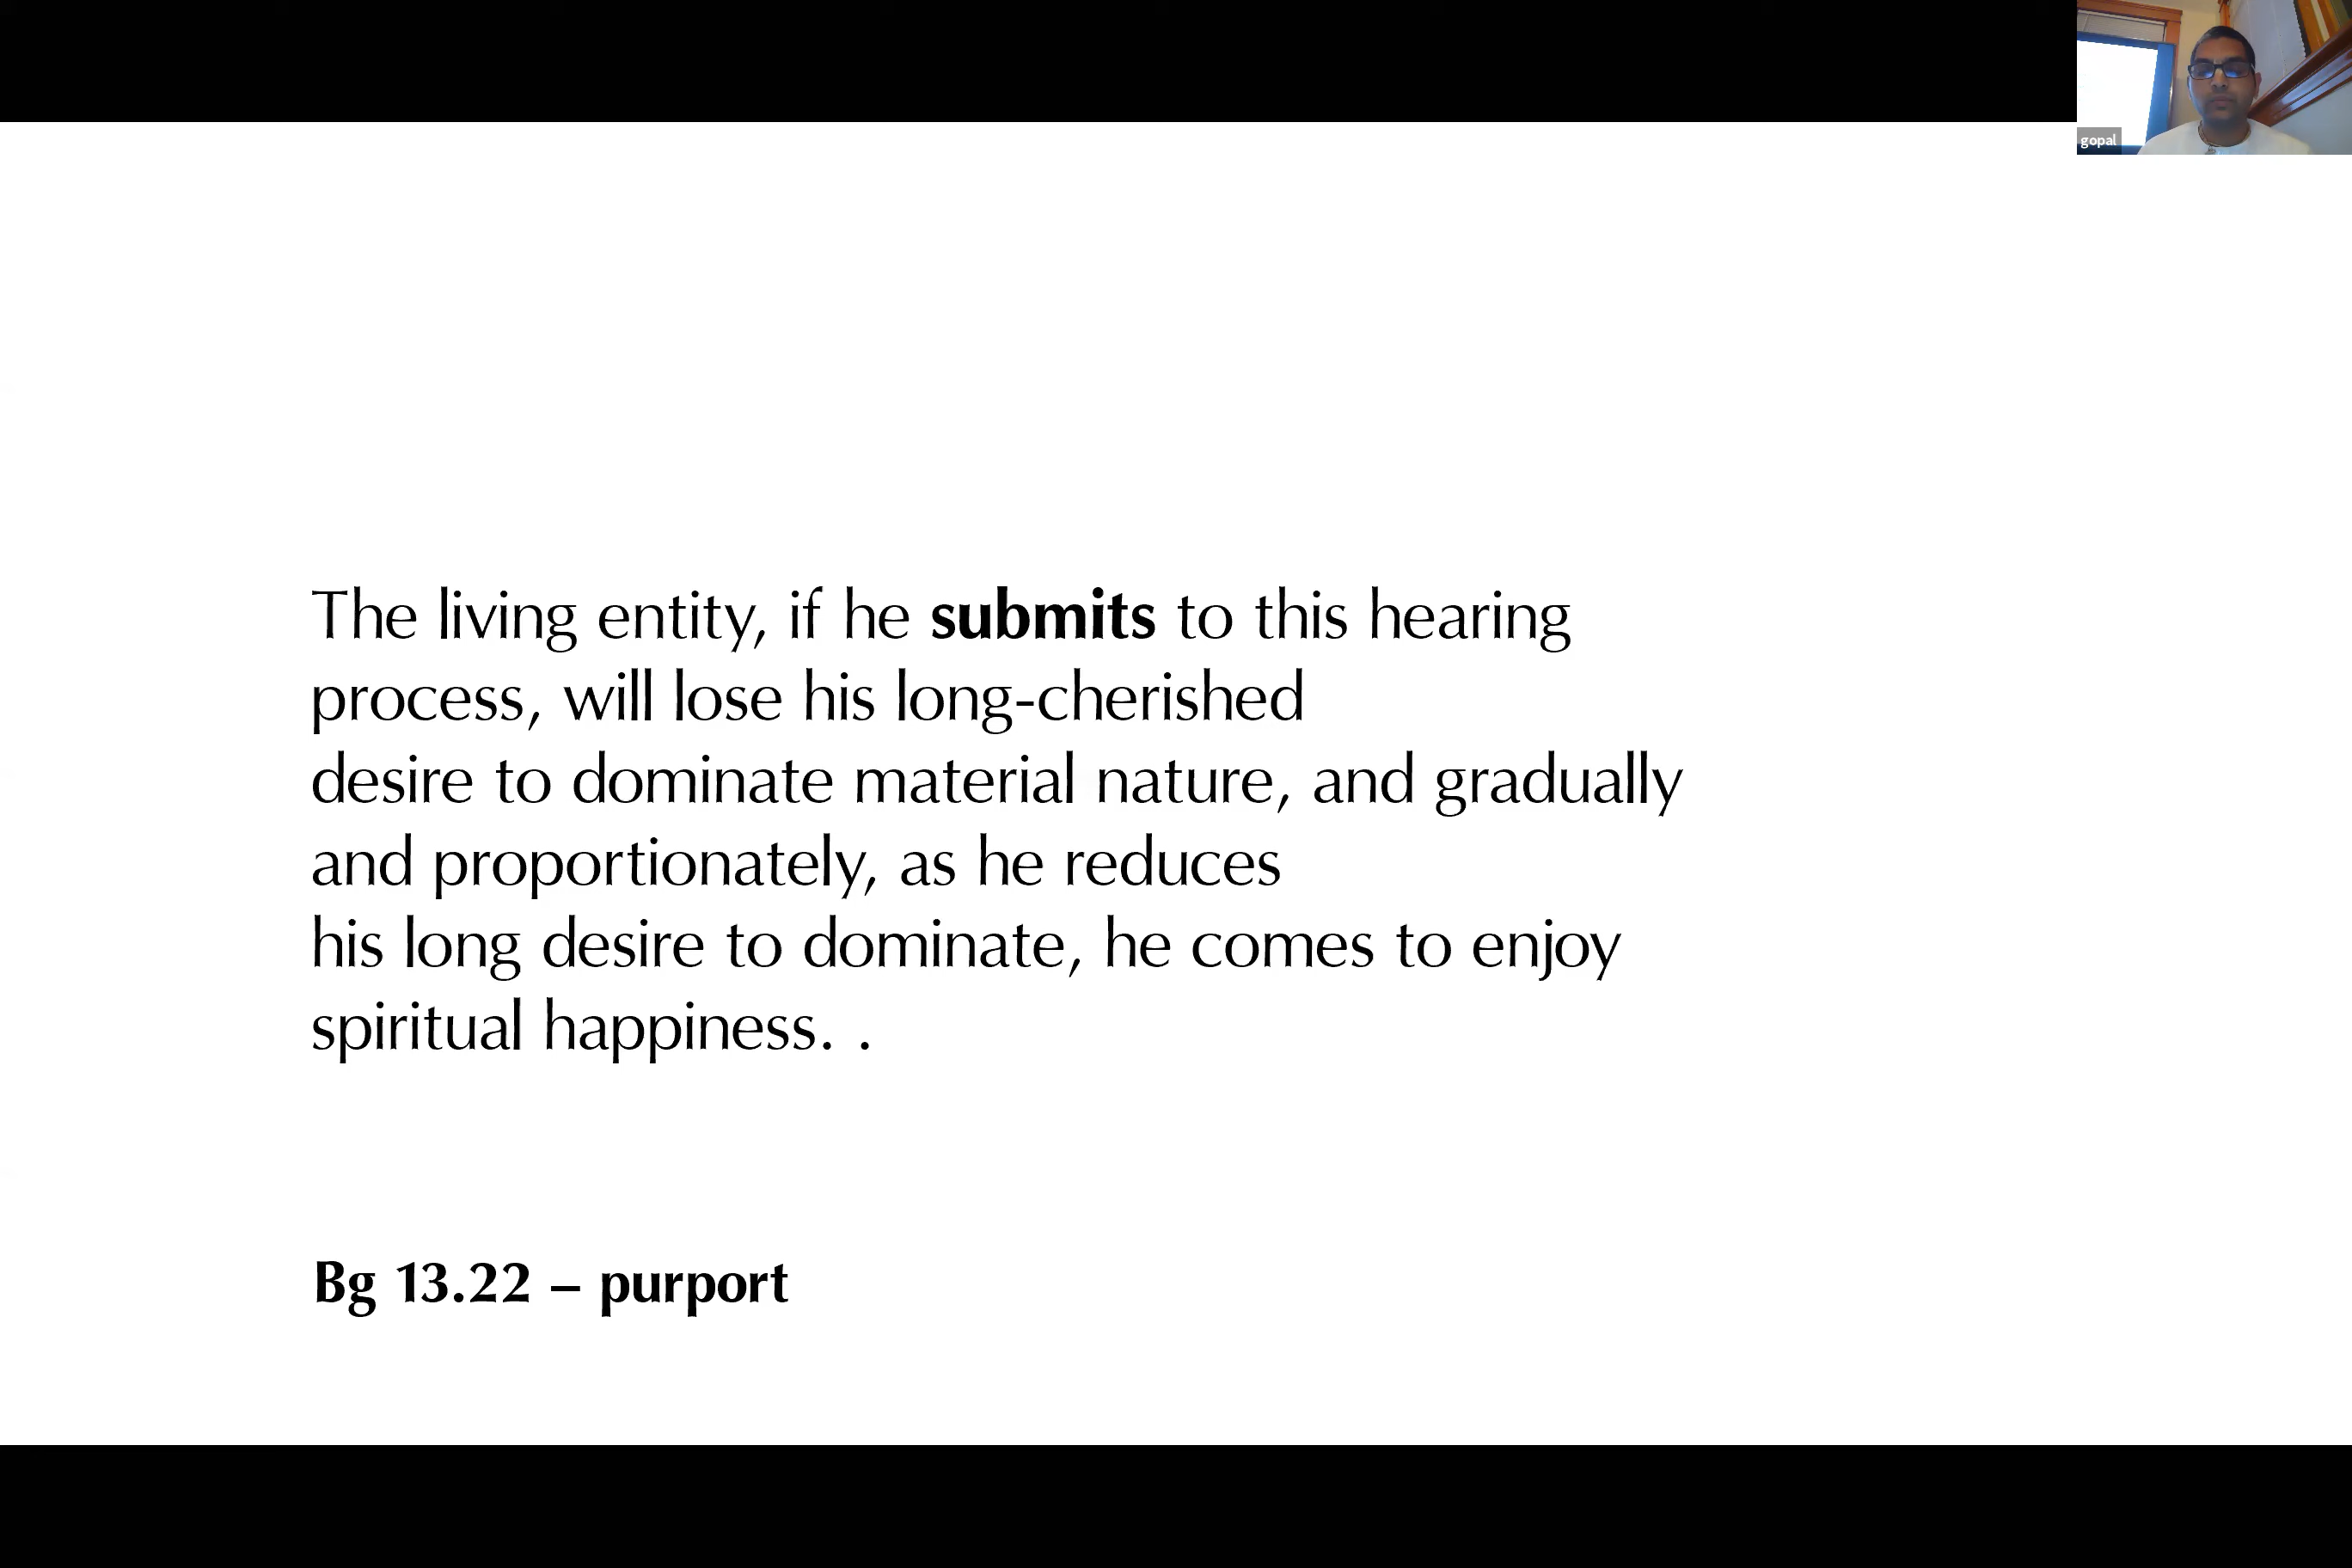 gopal
The living entity, if he submits to this hearing
process, will lose his long-cherished
desire to dominate material nature, and gradually
and proportionately, as he reduces
his long desire to dominate, he comes to enjoy
spiritual happiness. .
Bg 13.22 – purport